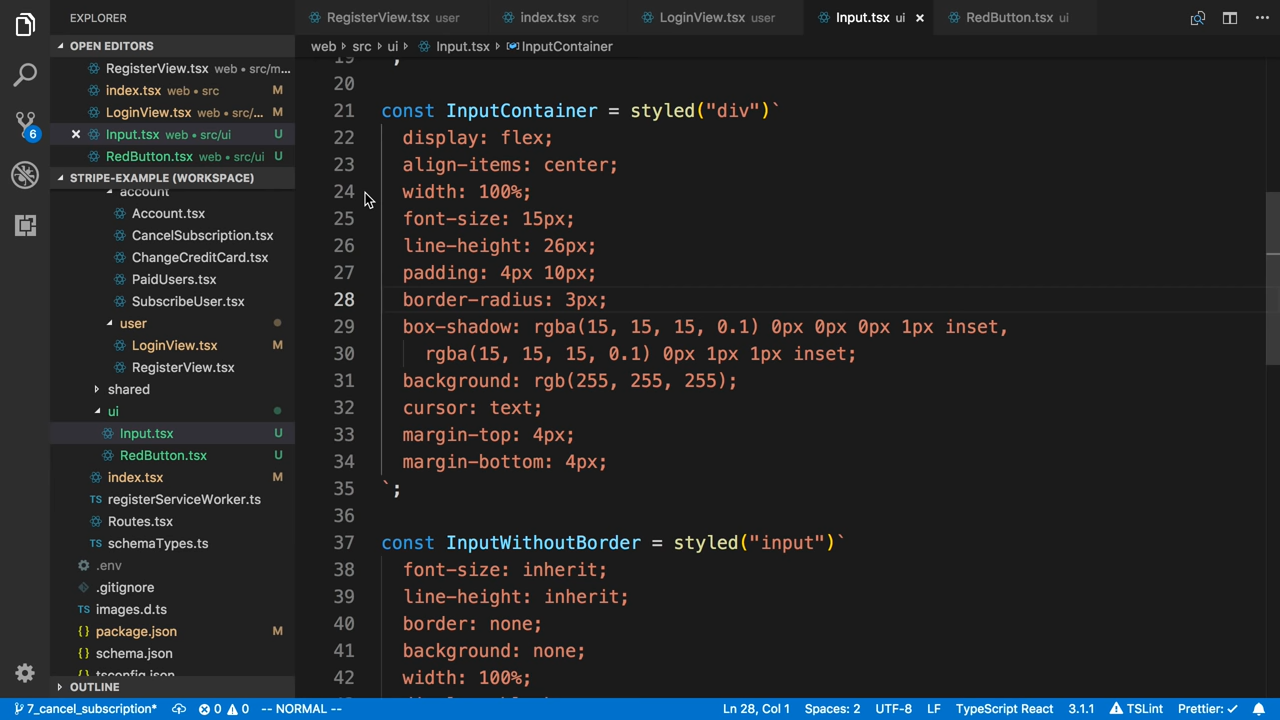 EXPLORER
RegisterView.tsx user
index.tsx src
LoginView.tsx user
Input.tsx ui
RedButton.tsx ui
OPEN EDITORS
RegisterView.tsx web • src/m...
index.tsx web • src M
LoginView.tsx web • src/... M
Input.tsx web • src/ui U
RedButton.tsx web • src/ui U
STRIPE-EXAMPLE (WORKSPACE)
account
Account.tsx
CancelSubscription.tsx
ChangeCreditCard.tsx
PaidUsers.tsx
SubscribeUser.tsx
user
LoginView.tsx M
RegisterView.tsx
shared
ui
Input.tsx U
RedButton.tsx U
index.tsx M
TS registerServiceWorker.ts
Routes.tsx
TS schemaTypes.ts
.env
.gitignore
TS images.d.ts
{} package.json M
{} schema.json
{} tsconfig.json
OUTLINE
6
web src ui Input.tsx InputContainer
19 `;
20
21 const InputContainer = styled("div")`
22 display: flex;
23 align-items: center;
24 width: 100%;
25 font-size: 15px;
26 line-height: 26px;
27 padding: 4px 10px;
28 border-radius: 3px;
29 box-shadow: rgba(15, 15, 15, 0.1) 0px 0px 0px 1px inset,
30 rgba(15, 15, 15, 0.1) 0px 1px 1px inset;
31 background: rgb(255, 255, 255);
32 cursor: text;
33 margin-top: 4px;
34 margin-bottom: 4px;
35 `;
36
37 const InputWithoutBorder = styled("input")`
38 font-size: inherit;
39 line-height: inherit;
40 border: none;
41 background: none;
42 width: 100%;
7_cancel_subscription* 0 0 -- NORMAL -- Ln 28, Col 1 Spaces: 2 UTF-8 LF TypeScript React 3.1.1 TSLint Prettier: ✓